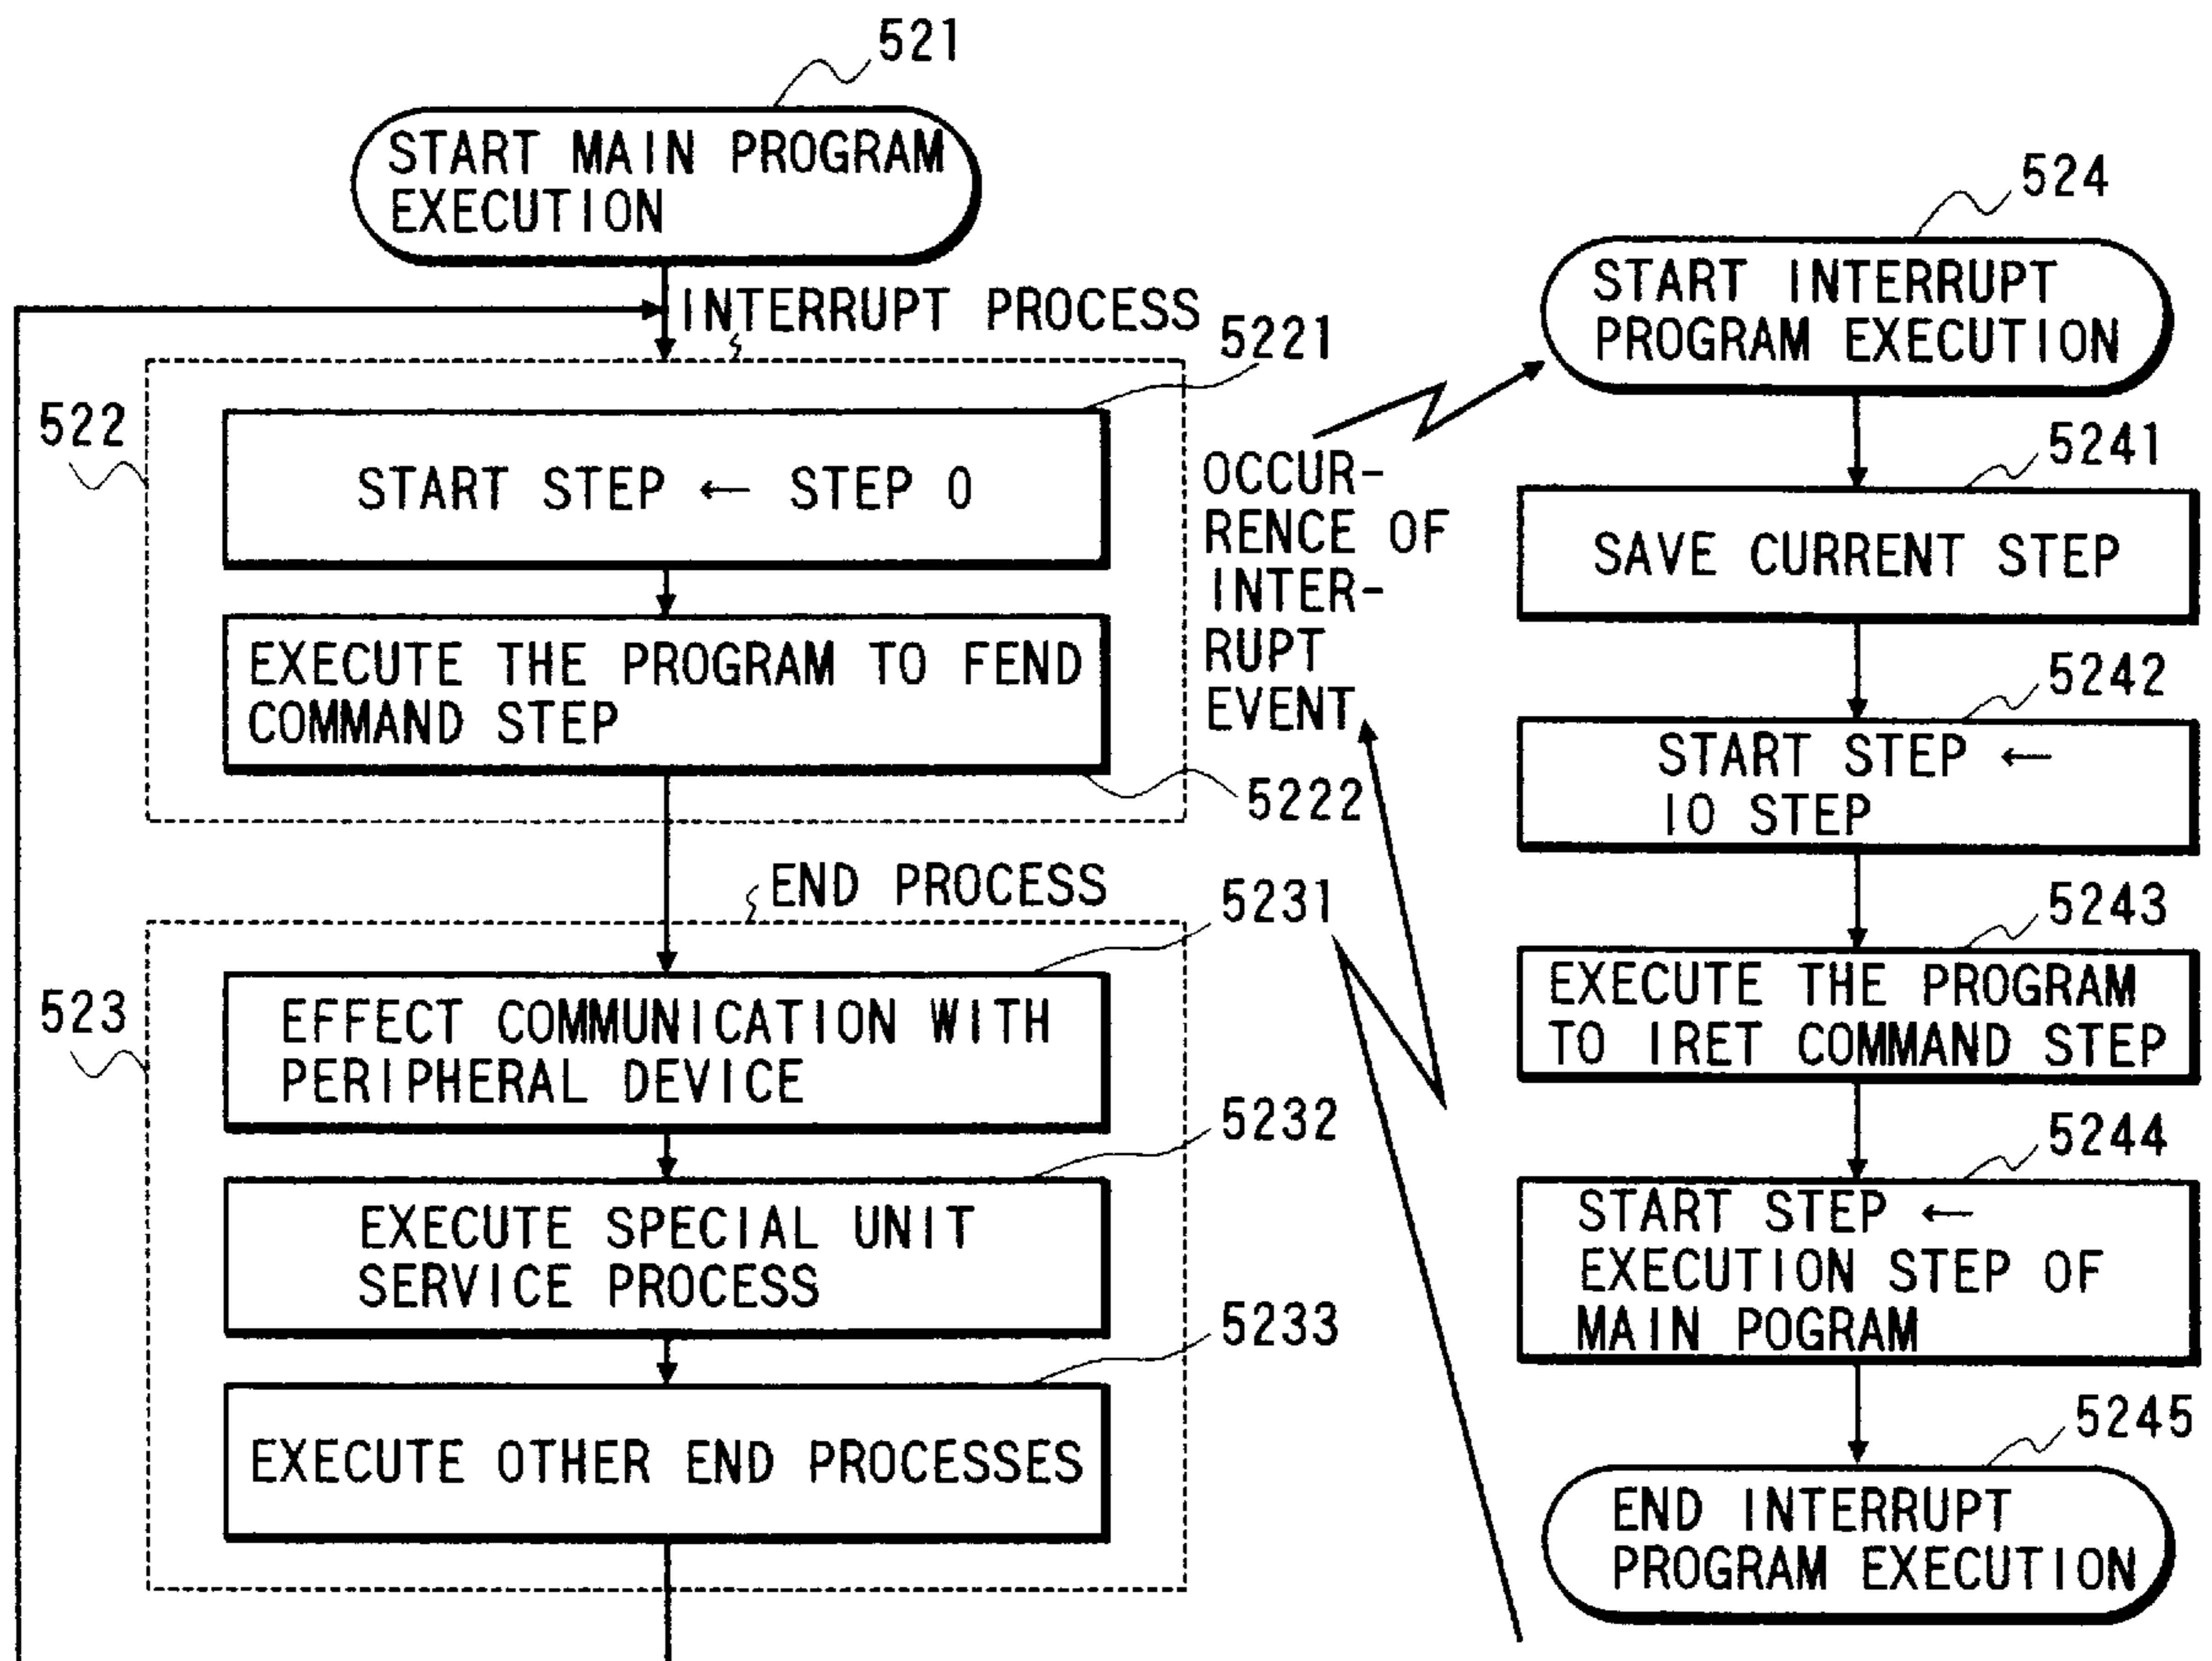 521
START MAIN PROGRAM
EXECUTION
INTERRUPT PROCESS
522
5221
START STEP ← STEP 0
EXECUTE THE PROGRAM TO FEND
COMMAND STEP
5222
END PROCESS
523
5231
EFFECT COMMUNICATION WITH
PERIPHERAL DEVICE
5232
EXECUTE SPECIAL UNIT
SERVICE PROCESS
5233
EXECUTE OTHER END PROCESSES
OCCUR-
RENCE OF
INTER-
RUPT
EVENT
524
START INTERRUPT
PROGRAM EXECUTION
5241
SAVE CURRENT STEP
5242
START STEP ←
I0 STEP
5243
EXECUTE THE PROGRAM
TO IRET COMMAND STEP
5244
START STEP ←
EXECUTION STEP OF
MAIN POGRAM
5245
END INTERRUPT
PROGRAM EXECUTION